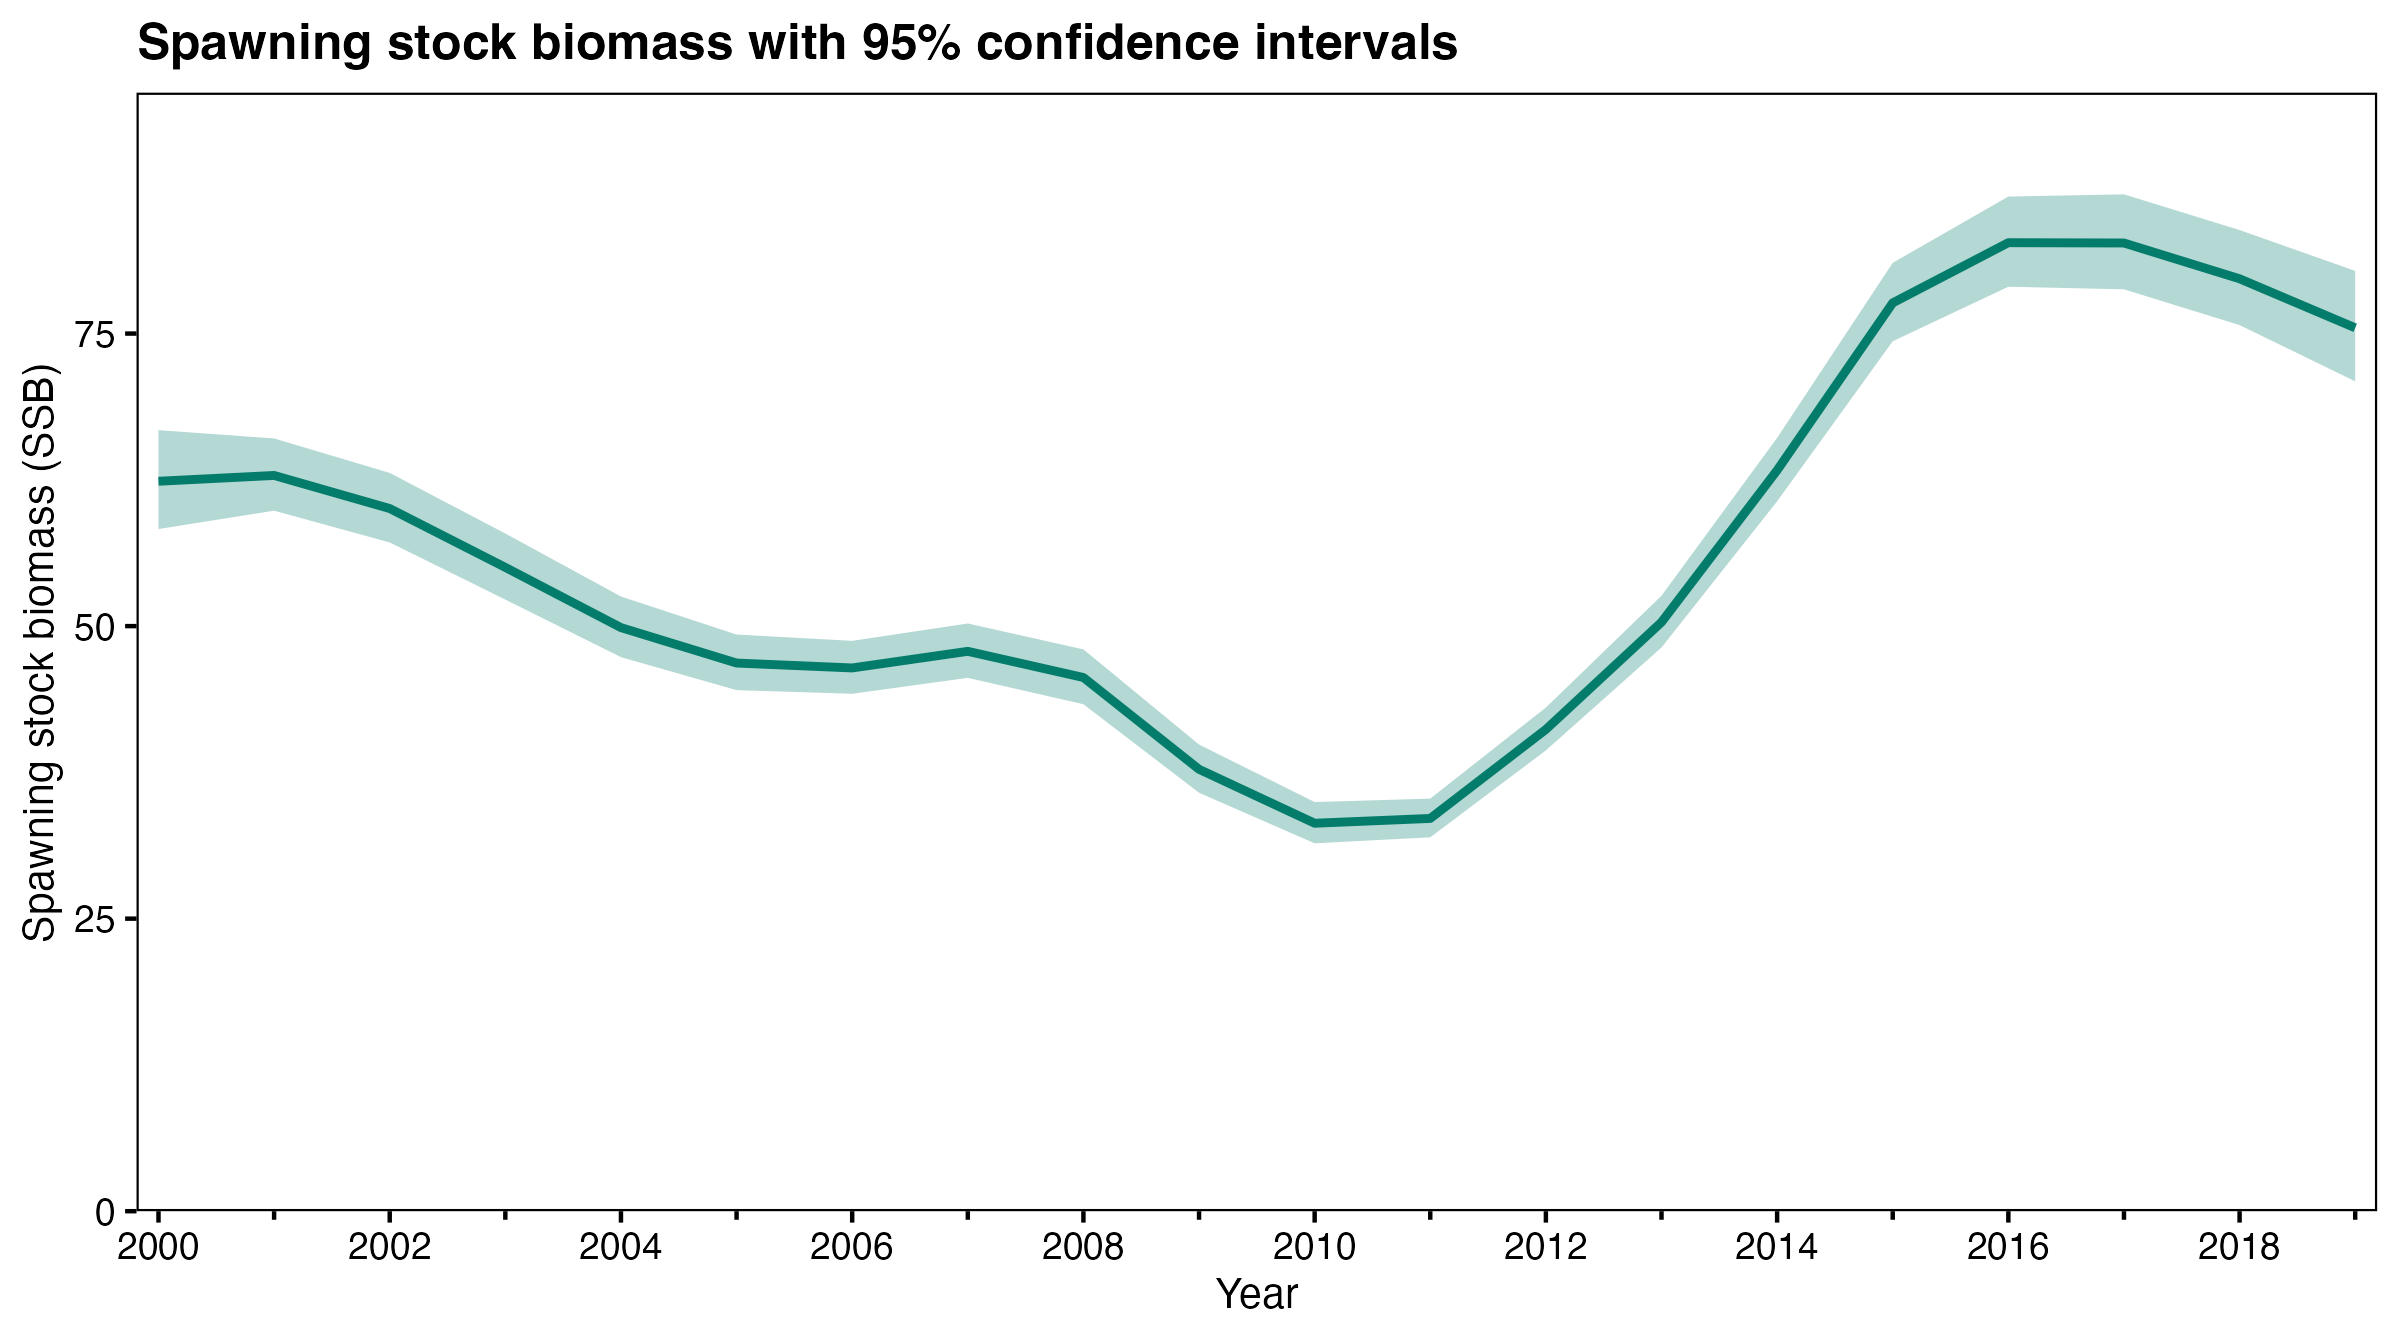 Spawning stock biomass with 95% confidence intervals
Spawning stock biomass (SSB)
75
50
25
0
2000 2002 2004 2006 2008 2010 2012 2014 2016 2018
Year